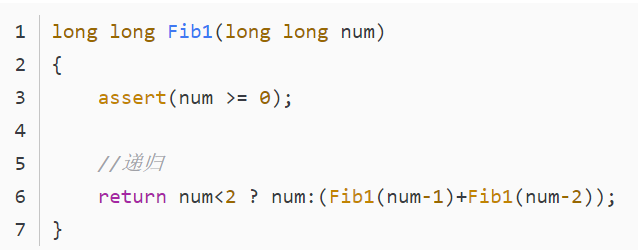 1 long long Fib1(long long num)
2 {
3     assert(num >= 0);
4
5     //递归
6     return num<2 ? num:(Fib1(num-1)+Fib1(num-2));
7 }